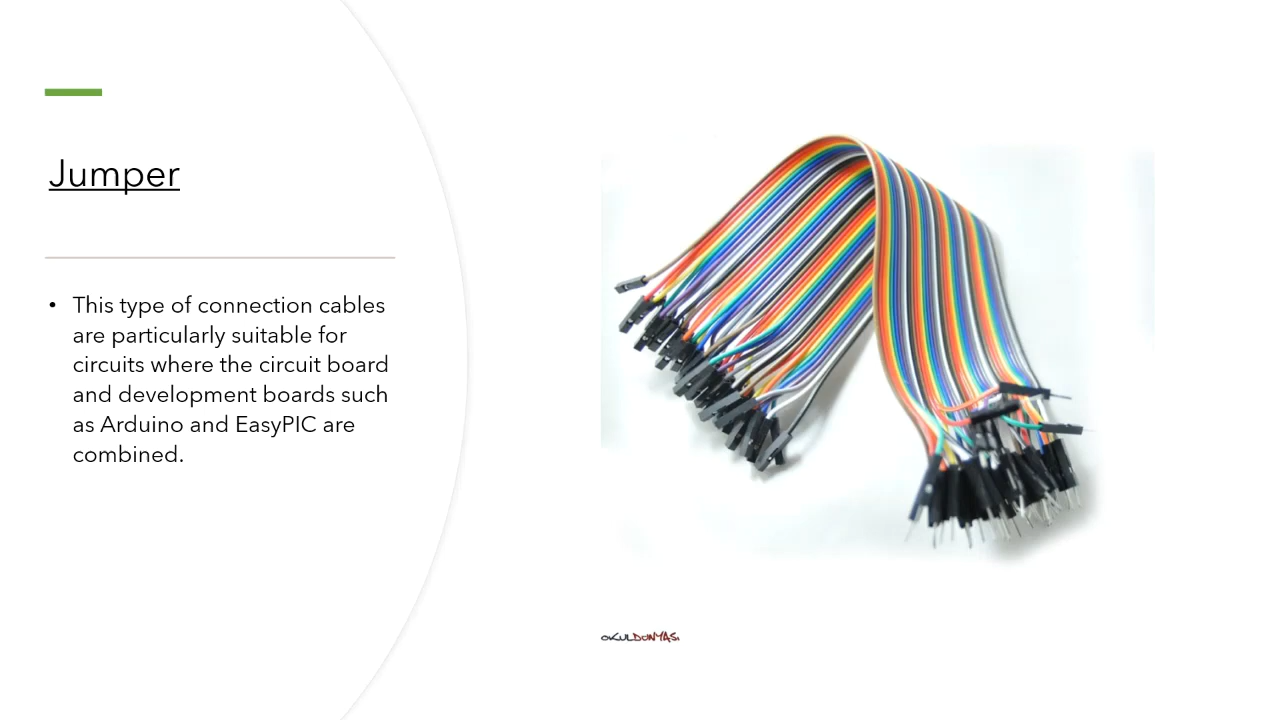 Jumper
• This type of connection cables
are particularly suitable for
circuits where the circuit board
and development boards such
as Arduino and EasyPIC are
combined.
OKULDUNYASI